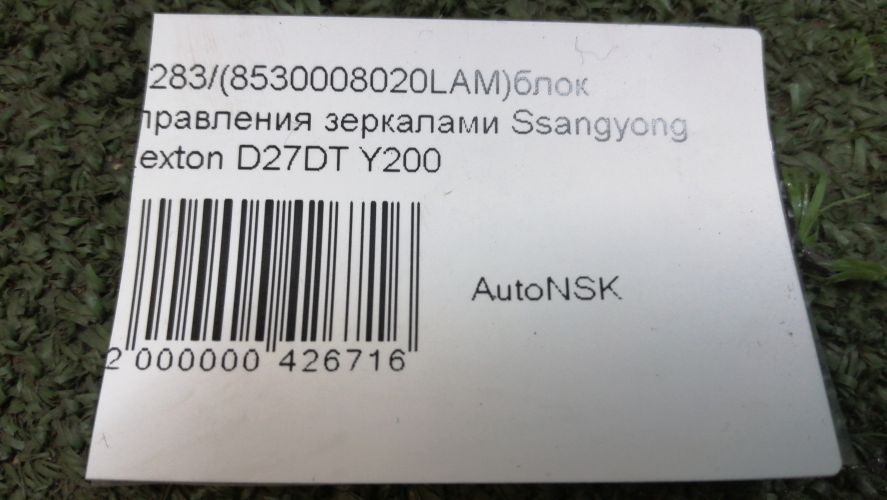 283/(8530008020LAM)блок
правления зеркалами Ssangyong
exton D27DT Y200
AutoNSK
2 000000 426716